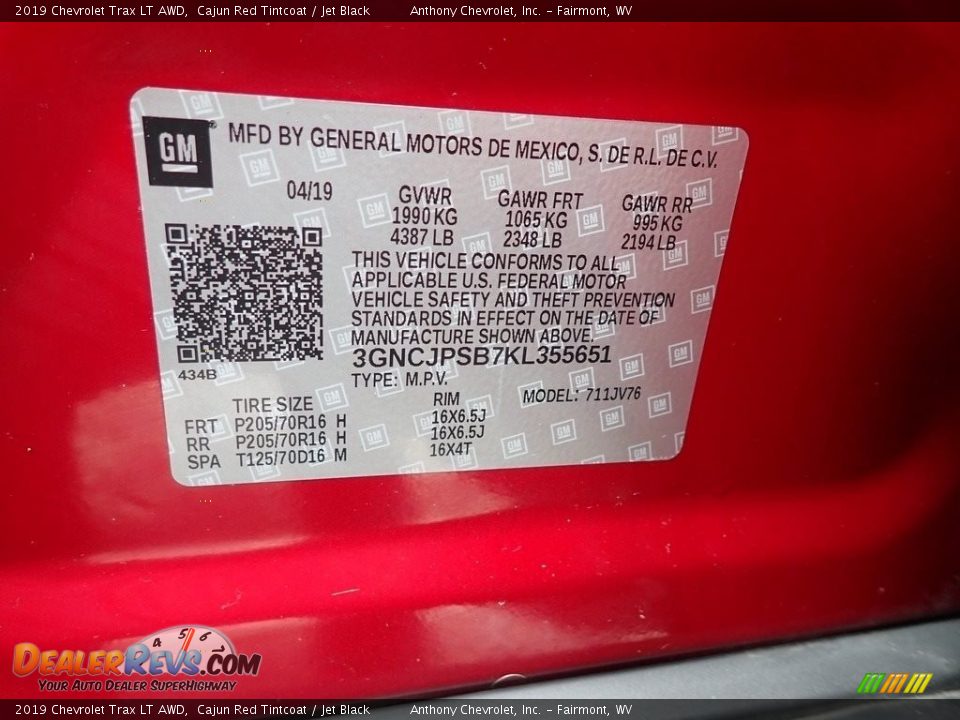 2019 Chevrolet Trax LT AWD, Cajun Red Tintcoat / Jet Black Anthony Chevrolet, Inc. - Fairmont, WV
GM MFD BY GENERAL MOTORS DE MEXICO, S. DE R.L. DE C.V.
04/19 GVWR GAWR FRT GAWR RR
1990 KG 1065 KG 995 KG
4387 LB 2348 LB 2194 LB
THIS VEHICLE CONFORMS TO ALL
APPLICABLE U.S. FEDERAL MOTOR
VEHICLE SAFETY AND THEFT PREVENTION
STANDARDS IN EFFECT ON THE DATE OF
MANUFACTURE SHOWN ABOVE.
3GNCJPSB7KL355651
434B TYPE: M.P.V.
TIRE SIZE RIM MODEL: 711JV76
FRT P205/70R16 H 16X6.5J
RR P205/70R16 H 16X6.5J
SPA T125/70D16 M 16X4T
4 5 6
DealerRevs.com
Your Auto Dealer SuperHighway
2019 Chevrolet Trax LT AWD, Cajun Red Tintcoat / Jet Black Anthony Chevrolet, Inc. - Fairmont, WV